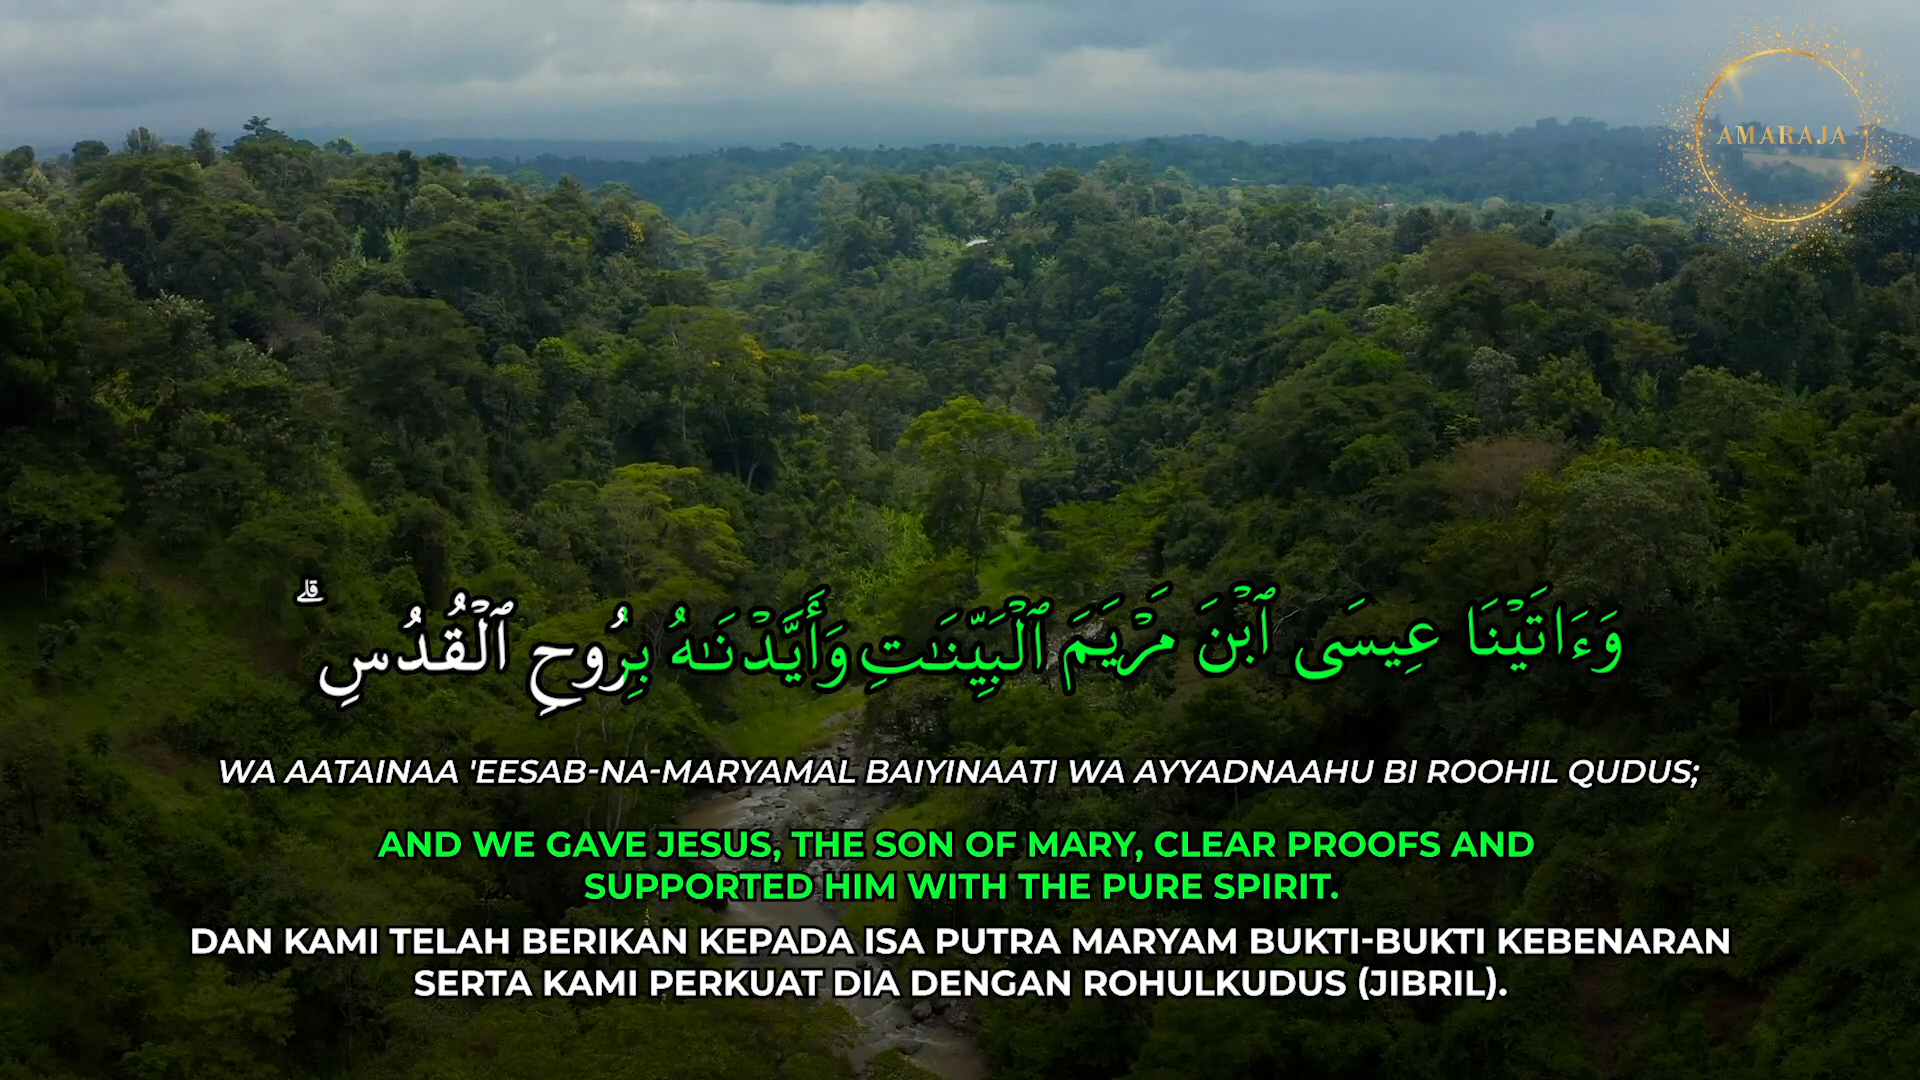 AMARAJA
وَءَاتَيْنَا عِيسَى ٱبْنَ مَرْيَمَ ٱلْبَيِّنَـٰتِ وَأَيَّدْنَـٰهُ بِرُوحِ ٱلْقُدُسِ ۗ
WA AATAINAA 'EESAB-NA-MARYAMAL BAIYINAATI WA AYYADNAAHU BI ROOHIL QUDUS;
AND WE GAVE JESUS, THE SON OF MARY, CLEAR PROOFS AND
SUPPORTED HIM WITH THE PURE SPIRIT.
DAN KAMI TELAH BERIKAN KEPADA ISA PUTRA MARYAM BUKTI-BUKTI KEBENARAN
SERTA KAMI PERKUAT DIA DENGAN ROHULKUDUS (JIBRIL).